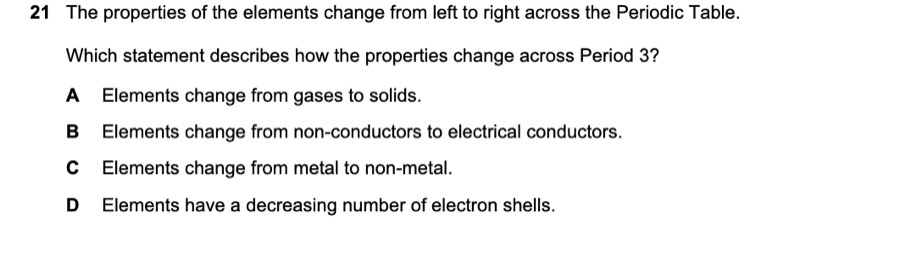 21 The properties of the elements change from left to right across the Periodic Table.
Which statement describes how the properties change across Period 3?
A Elements change from gases to solids.
B Elements change from non-conductors to electrical conductors.
C Elements change from metal to non-metal.
D Elements have a decreasing number of electron shells.